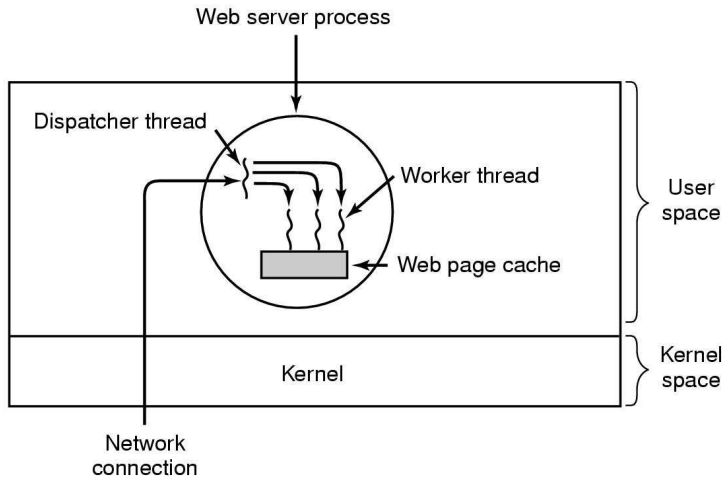 Web server process
Dispatcher thread
Worker thread
User
space
Web page cache
Kernel
Kernel
space
Network
connection